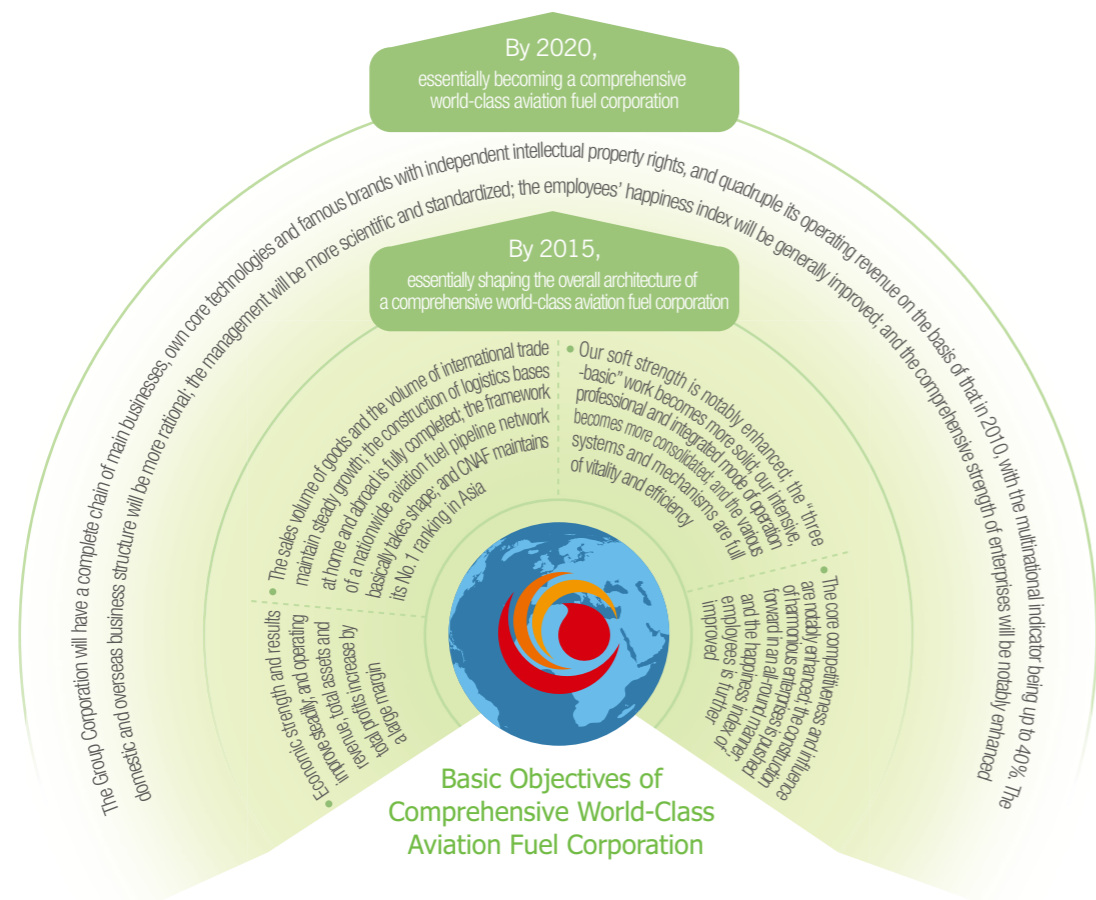 By 2020,
essentially becoming a comprehensive
world-class aviation fuel corporation
The Group Corporation will have a complete chain of main businesses, own core technologies and famous brands with independent intellectual property rights, and quadruple its operating revenue on the basis of that in 2010, with the multinational indicator being up to 40%. The
domestic and overseas business structure will be more rational; the management will be more scientific and standardized; the employees' happiness index will be generally improved; and the comprehensive strength of enterprises will be notably enhanced
By 2015,
essentially shaping the overall architecture of
a comprehensive world-class aviation fuel corporation
• Economic strength and results
improve steadily; and operating
revenue, total assets and
total profits increase by
a large margin
• The sales volume of goods and the volume of international trade
maintain steady growth; the construction of logistics bases
at home and abroad is fully completed; the framework
of a nationwide aviation fuel pipeline network
basically takes shape; and CNAF maintains
its No. 1 ranking in Asia
• Our soft strength is notably enhanced; the "three
-basic" work becomes more solid; our intensive,
professional and integrated mode of operation
becomes more consolidated; and the various
systems and mechanisms are full
of vitality and efficiency
• The core competitiveness and influence
are notably enhanced; the construction
of harmonious enterprises is pushed
forward in an all-round manner;
and the happiness index of
employees is further
improved
Basic Objectives of
Comprehensive World-Class
Aviation Fuel Corporation